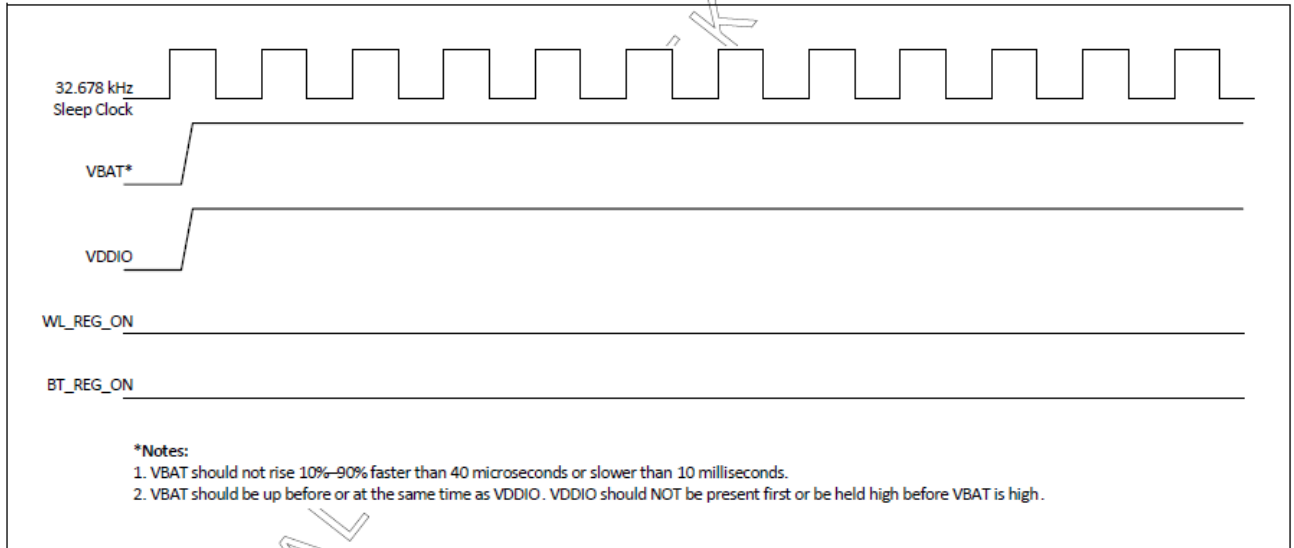 32.678 kHz
Sleep Clock
VBAT*
VDDIO
WL_REG_ON
BT_REG_ON
*Notes:
1. VBAT should not rise 10%–90% faster than 40 microseconds or slower than 10 milliseconds.
2. VBAT should be up before or at the same time as VDDIO. VDDIO should NOT be present first or be held high before VBAT is high.